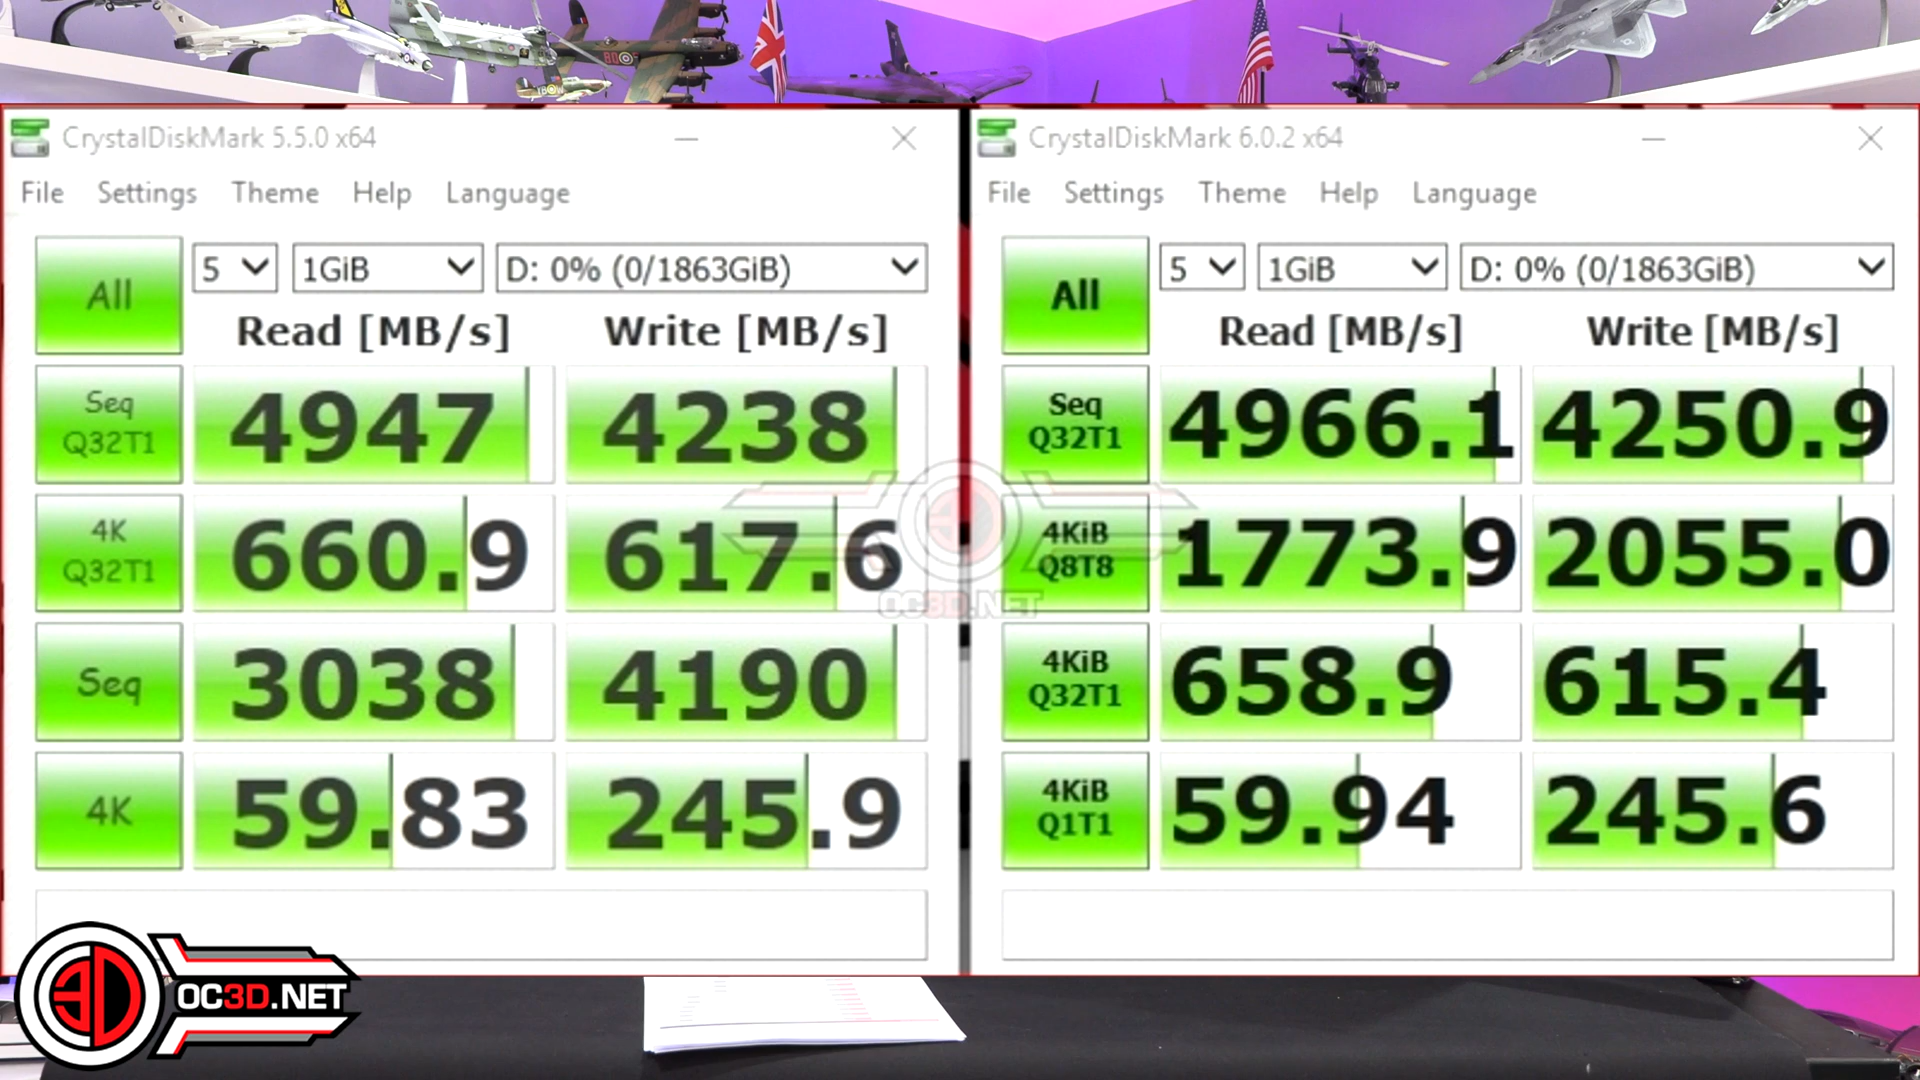 CrystalDiskMark 5.5.0 x64
File Settings Theme Help Language
All
5 1GiB D: 0% (0/1863GiB)
Read [MB/s] Write [MB/s]
Seq
Q32T1
4947 4238
4K
Q32T1
660.9 617.6
Seq
3038 4190
4K
59.83 245.9
CrystalDiskMark 6.0.2 x64
File Settings Theme Help Language
All
5 1GiB D: 0% (0/1863GiB)
Read [MB/s] Write [MB/s]
Seq
Q32T1
4966.1 4250.9
4KiB
Q8T8
1773.9 2055.0
4KiB
Q32T1
658.9 615.4
4KiB
Q1T1
59.94 245.6
OC3D.NET
OC3D.NET